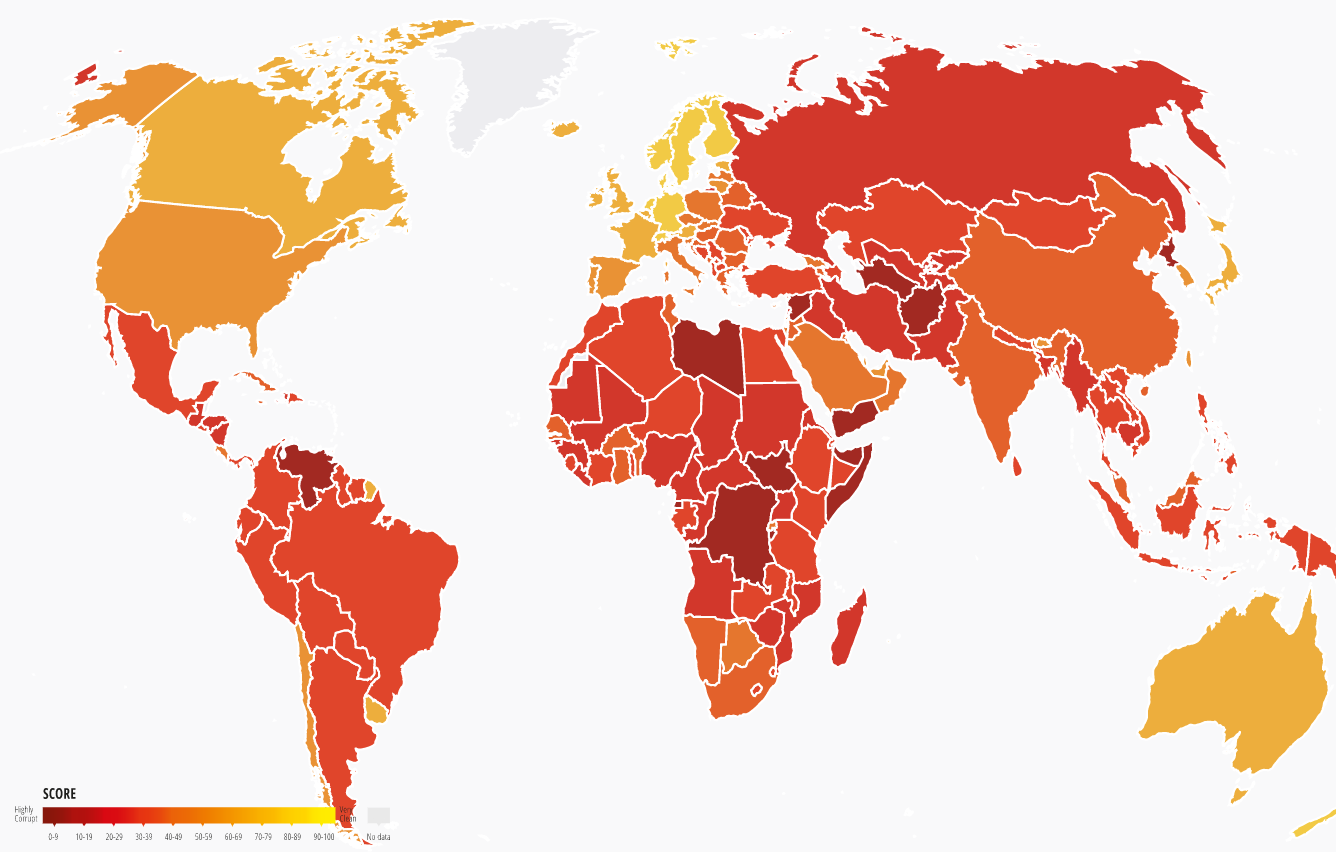 SCORE
Highly
Corrupt
Very
Clean
0-9 10-19 20-29 30-39 40-49 50-59 60-69 70-79 80-89 90-100 No data